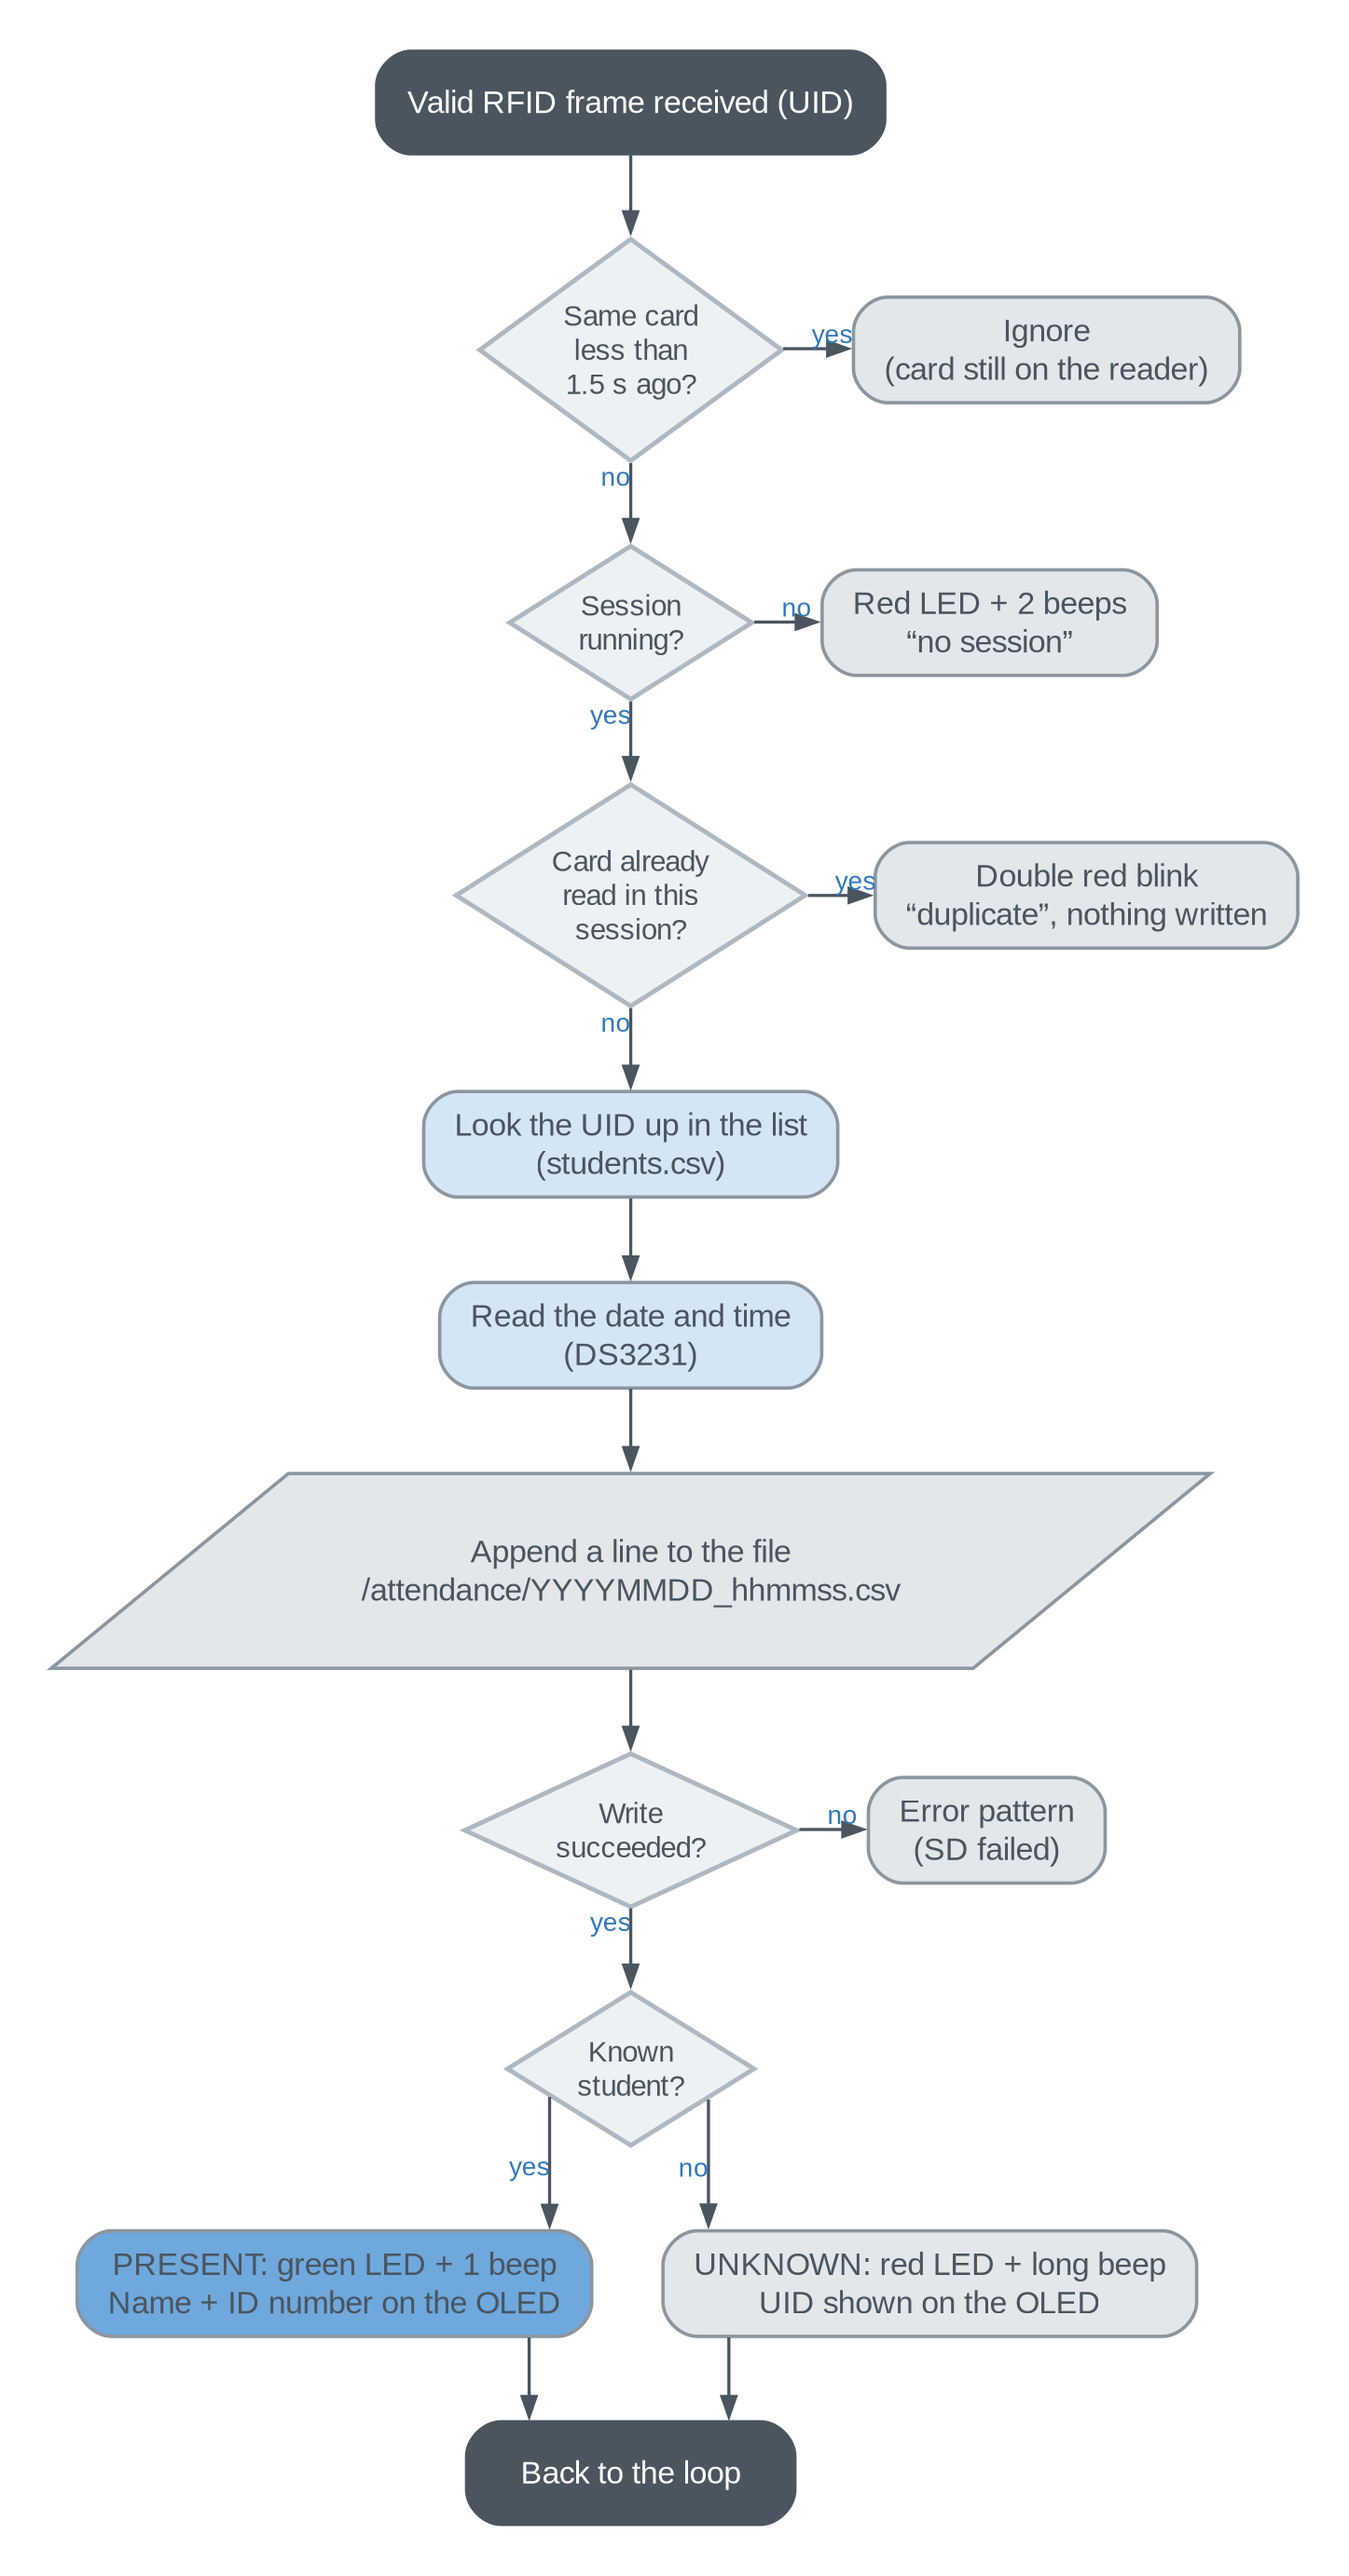 Valid RFID frame received (UID)
Same card
less than
1.5 s ago?
yes
Ignore
(card still on the reader)
no
Session
running?
no
Red LED + 2 beeps
“no session”
yes
Card already
read in this
session?
yes
Double red blink
“duplicate”, nothing written
no
Look the UID up in the list
(students.csv)
Read the date and time
(DS3231)
Append a line to the file
/attendance/YYYYMMDD_hhmmss.csv
Write
succeeded?
no
Error pattern
(SD failed)
yes
Known
student?
yes
no
PRESENT: green LED + 1 beep
Name + ID number on the OLED
UNKNOWN: red LED + long beep
UID shown on the OLED
Back to the loop